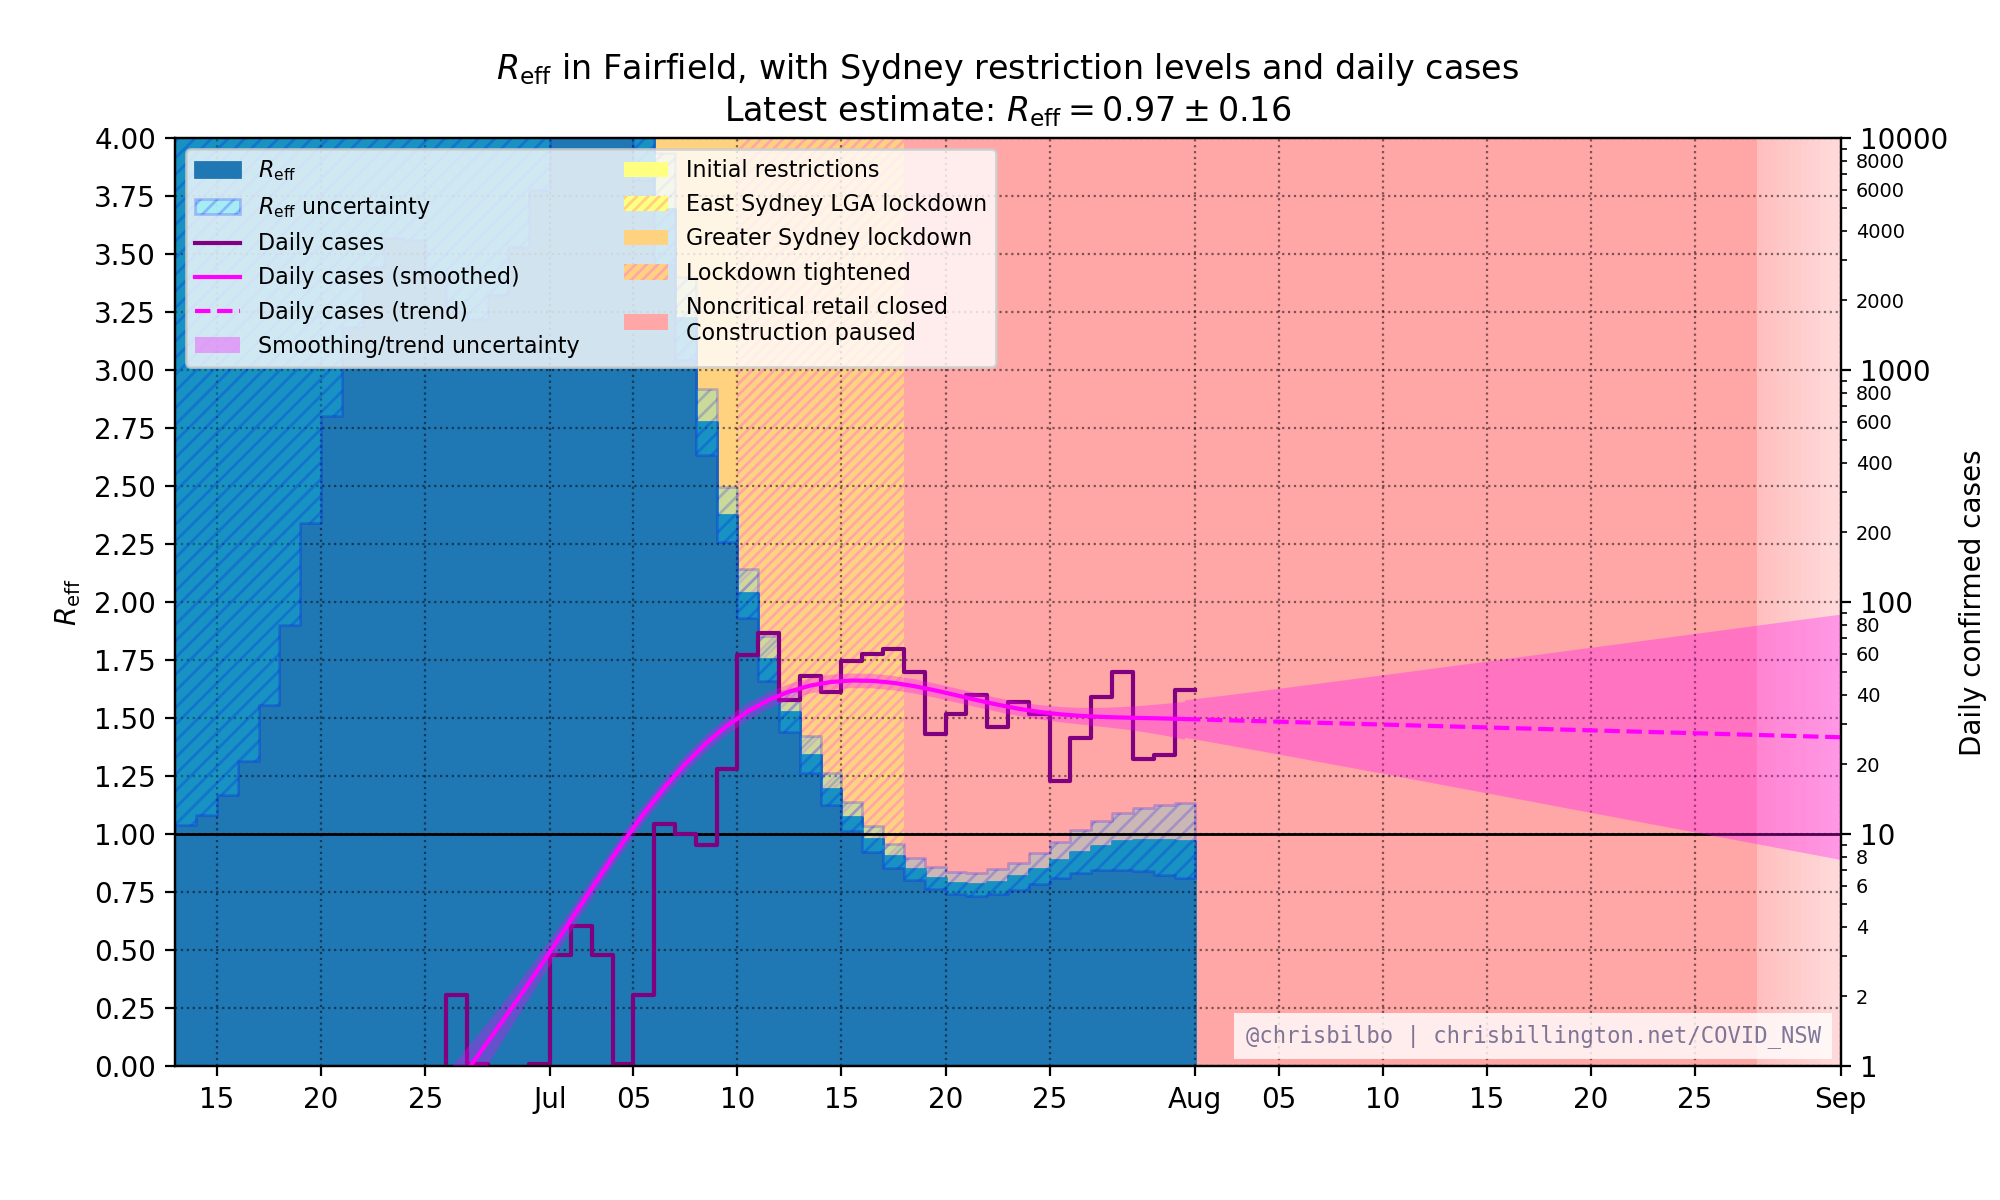 R_eff in Fairfield, with Sydney restriction levels and daily cases
Latest estimate: R_eff = 0.97 ± 0.16
R_eff
R_eff uncertainty
Daily cases
Daily cases (smoothed)
Daily cases (trend)
Smoothing/trend uncertainty
Initial restrictions
East Sydney LGA lockdown
Greater Sydney lockdown
Lockdown tightened
Noncritical retail closed
Construction paused
4.00
3.75
3.50
3.25
3.00
2.75
2.50
2.25
2.00
1.75
1.50
1.25
1.00
0.75
0.50
0.25
0.00
R_eff
10000
8000
6000
4000
2000
1000
800
600
400
200
100
80
60
40
20
10
8
6
4
2
1
Daily confirmed cases
@chrisbilbo | chrisbillington.net/COVID_NSW
15 20 25 Jul 05 10 15 20 25 Aug 05 10 15 20 25 Sep